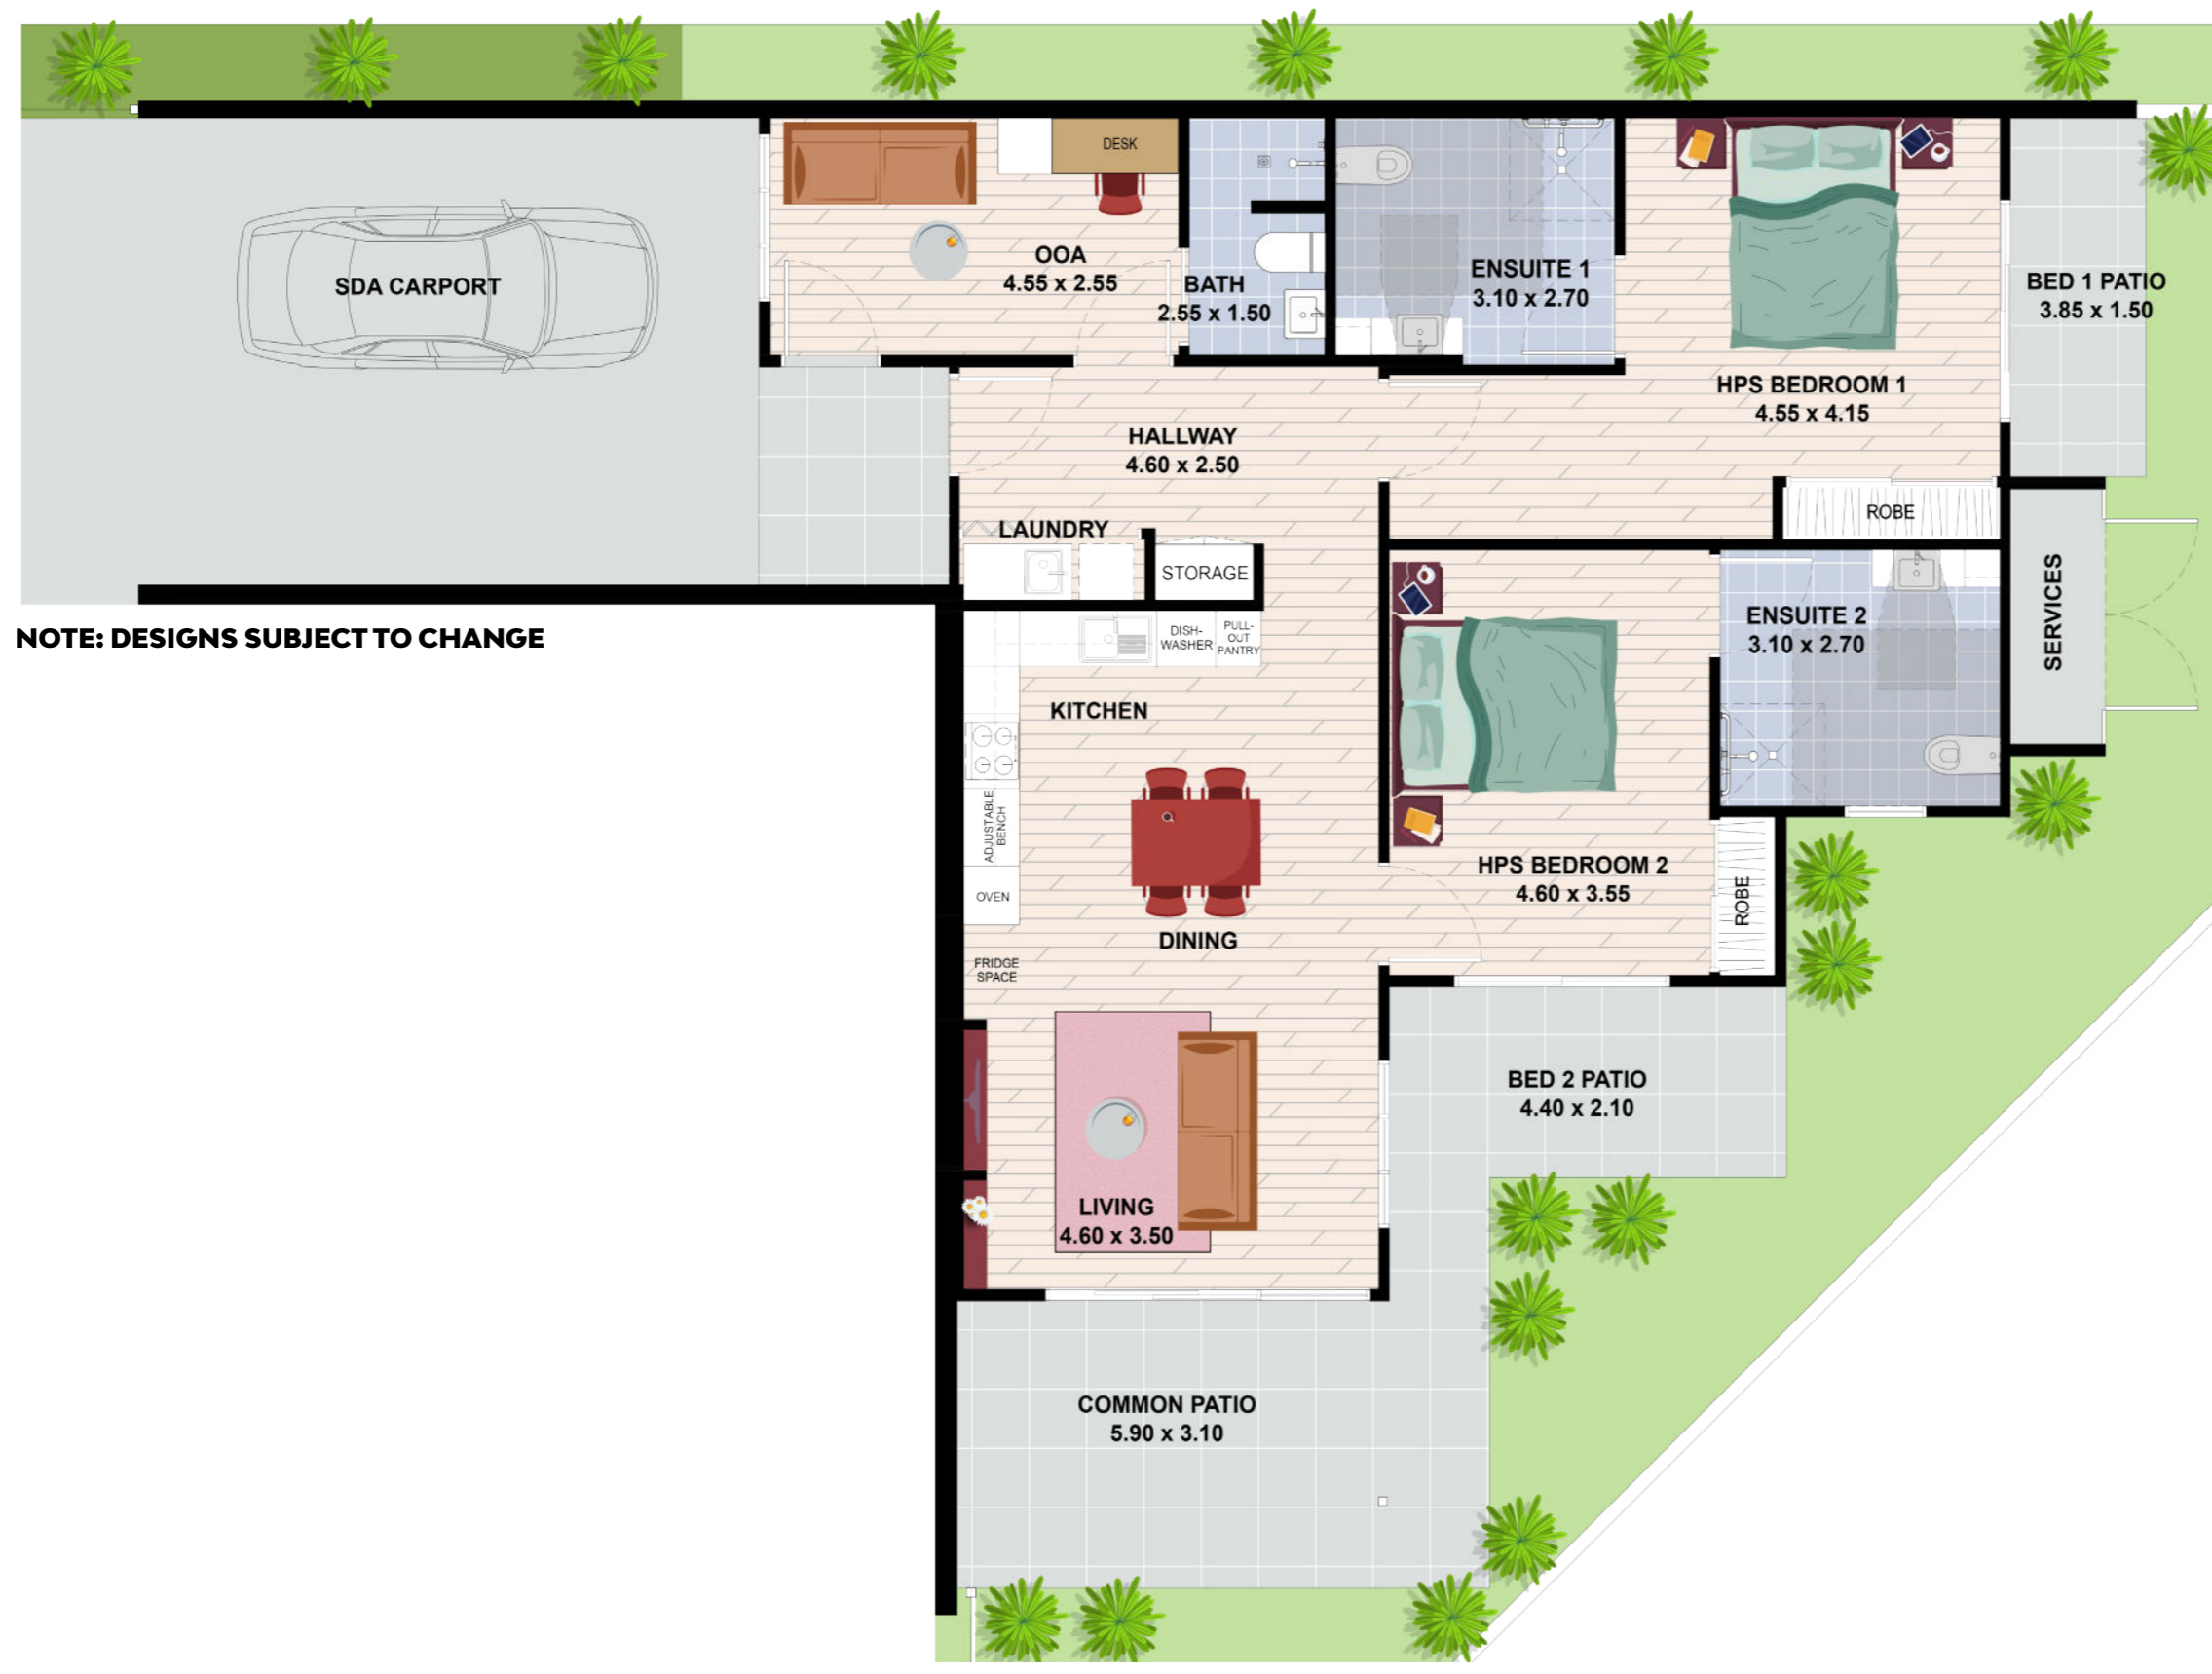 DESK
OOA
4.55 x 2.55
BATH
2.55 x 1.50
ENSUITE 1
3.10 x 2.70
SDA CARPORT
BED 1 PATIO
3.85 x 1.50
HPS BEDROOM 1
4.55 x 4.15
HALLWAY
4.60 x 2.50
ROBE
LAUNDRY
STORAGE
SERVICES
ENSUITE 2
3.10 x 2.70
NOTE: DESIGNS SUBJECT TO CHANGE
DISH-
WASHER
PULL-
OUT
PANTRY
KITCHEN
ADJUSTABLE
BENCH
OVEN
HPS BEDROOM 2
4.60 x 3.55
ROBE
DINING
FRIDGE
SPACE
BED 2 PATIO
4.40 x 2.10
LIVING
4.60 x 3.50
COMMON PATIO
5.90 x 3.10